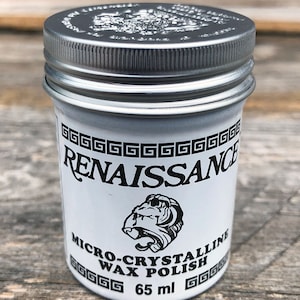 RENAISSANCE
MICRO-CRYSTALLINE
WAX POLISH
65 ml